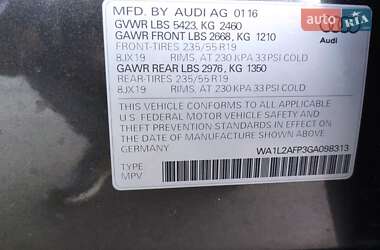 MFD. BY AUDI AG 01 16
GVWR LBS 5423, KG 2460
GAWR FRONT LBS 2668, KG 1210
FRONT-TIRES 235/55 R19
8JX19 RIMS, AT 230 KPA 33 PSI COLD
GAWR REAR LBS 2976, KG 1350
REAR-TIRES 235/55 R19
8JX19 RIMS, AT 230 KPA 33 PSI COLD
THIS VEHICLE CONFORMS TO ALL APPLICABLE
U.S FEDERAL MOTOR VEHICLE SAFETY AND
THEFT PREVENTION STANDARDS IN EFFECT ON
THE DATE OF MANUFACTURE SHOWN ABOVE
GERMANY WA1L2AFP3GA098313
TYPE:
MPV
Audi
RIA